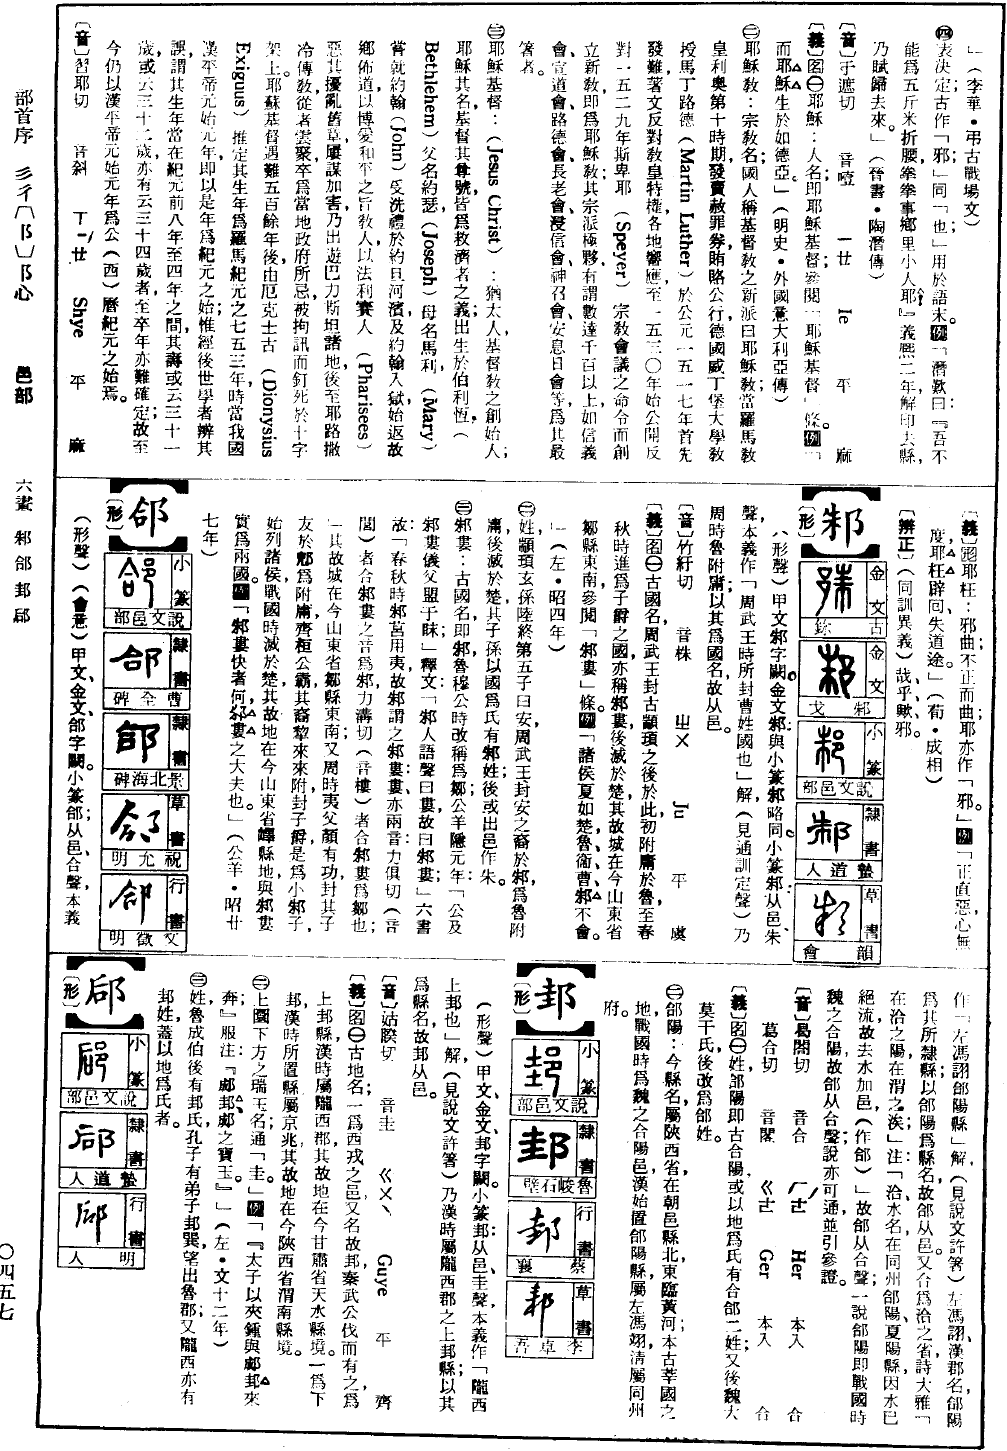 一(李華·弔古戰場文)
㈣表決定古作「邪」同「也」;用於語末。例「潛歎曰:『吾不
能爲五斗米折腰,拳拳事鄉里小人耶』義熙二年解印去縣,
乃賦歸去來。」(晉書·陶潛傳)
〔音〕于遮切 音噎 ㄧㄝ Ie 平 麻
〔義〕名㈠耶穌:人名;即耶穌基督;參閱「耶穌基督」條。例「
而耶穌生於如德亞。」(明史·外國意大利亞傳)
㈡耶穌教:宗教名;國人稱基督教之新派曰耶穌教;當羅馬教
皇利奧第十時期,發賣赦罪券,賄賂公行,德國威丁堡大學教
授馬丁路德(Martin Luther)於公元一五一七年首先
發難,著文反對教皇特權,各地響應;至一五三〇年始公開反
對一五二九年斯卑耶(Speyer)宗教會議之命令而創
立新教,即爲耶穌教;其宗派極夥,有謂數達千百以上,如信義
會、宣道會、路德會、長老會、浸信會、神召會、安息日會等爲其最
著者。
㈢耶穌基督:(Jesus Christ):猶太人,基督教之創始人;
耶穌其名,基督其尊號,皆爲救濟者之義;出生於伯利恆,(
Bethlehem)父名約瑟(Joseph)母名馬利(Mary)
嘗就約翰(John)受洗禮於約旦河濱,及約翰入獄,始返故
鄉佈道,以博愛和平之旨教人,以法利賽人(Pharisees)
惡其擾亂舊章,屢謀加害,乃出遊巴力斯坦諸地;後至耶路撒
冷傳教,從者雲聚,卒爲當地政府所忌,被拘訊而釘死於十字
架上。耶蘇基督遇難五百餘年後,由厄克士古(Dionysius
Exiguus)推定其生年爲羅馬紀元之七五三年,時當我國
漢平帝元始元年,即以是年爲紀元之始;惟經後世學者辨其
誤,謂其生年當在紀元前八年至四年之間,其壽或云三十一
歲,或云三十二歲,亦有云三十四歲者;至卒年亦難確定,故至
今仍以漢平帝元始元年爲公(西)曆紀元之始焉。
〔音〕習耶切 音斜 ㄒㄧㄝˊ Shye 平 麻
〔義〕形耶枉:邪曲不正而曲;耶亦作「邪」。例「正直惡,心無
度,耶枉辟回失道途。」(荀·成相)
〔辨正〕(同訓異義)哉、乎、歟、邪。
邾
〔形〕
金文 古鉨
金文 邾戈
小篆 說文邑部
隸書 蟄道人
草書 韻會
(形聲)甲文邾字闕。金文邾與小篆邾略同。小篆邾:从邑、朱
聲,本義作「周武王時所封曹姓國也」解(見通訓定聲)乃
周時魯附庸;以其爲國名,故从邑。
〔音〕竹紆切 音株 ㄓㄨ Ju 平 虞
〔義〕名㈠古國名;周武王封古顓頊之後於此,初附庸於魯,至春
秋時進爲子爵之國;亦稱邾婁,後滅於楚;其故城在今山東省
鄒縣東南;參閱「邾婁」條。例「諸侯夏如楚,魯、衞、曹、邾不會。
」(左·昭四年)
㈡姓;顓頊玄孫陸終第五子曰安,周武王封安之裔於邾,爲魯附
庸,後滅於楚,其子孫以國爲氏,有邾姓;後或出邑作朱。
㈢邾婁:古國名;即邾,魯穆公時改稱爲鄒;公羊隱元年:「公及
邾婁儀父盟于眜」釋文「邾人語聲曰婁,故曰邾婁」六書
故:「春秋時邾、莒用夷,故邾謂之邾婁;婁亦兩音,力俱切(音
閭)者,合邾婁之音爲邾,力溝切(音樓)者,合邾婁爲鄒也;
」其故城在今山東省鄒縣東南;又周時夷父顏有功,封其子
友於郳爲附庸,齊桓公霸,其裔犂來來附,封子爵,是爲小邾子,
始列諸侯,戰國時滅於楚,其故地在今山東省嶧縣地,與邾婁
實爲兩國。例「邾婁快者何?邾婁之大夫也。」(公羊·昭廿
七年)
郃
〔形〕
小篆 說文邑部
隸書 曹全碑
隸書 景北海碑
草書 祝允明
行書 文徵明
(形聲)(會意)甲文、金文郃字闕。小篆郃:从邑、合聲,本義
作「左馮翊郃陽縣」解(見說文許箸)左馮翊,漢郡名;郃陽
爲其所隸縣,以郃陽爲縣名,故郃从邑。又合爲洽之省;詩大雅「
在洽之陽,在渭之涘」注:「洽,水名,在同州郃陽、夏陽縣,因水已
絕流,故去水加邑(作郃)」故郃从合聲;一說郃陽即戰國時
魏之合陽,故郃从合聲;說亦可通,並引參證。
〔音〕曷閤切 音合 ㄏㄜˊ Her 本入 合
葛合切 音閤 ㄍㄜˊ Ger 本入 合
〔義〕名㈠姓;郃陽即古合陽,或以地爲氏,有合、郃二姓;又後魏大
莫干氏後改爲郃姓。
㈡郃陽:今縣名;屬陝西省;在朝邑縣北,東臨黃河;本古莘國之
地,戰國時爲魏之合陽邑,漢始置郃陽縣,屬左馮翊,淸屬同州
府。
邽
〔形〕
小篆 說文邑部
隸書 魯峻石壁
行書 蔡襄
草書 李卓吾
(形聲)甲文、金文、邽字闕。小篆邽:从邑、圭聲,本義作「隴西
上邽也」解(見說文許箸)乃漢時屬隴西郡之上邽縣;以其
爲縣名,故邽从邑。
〔音〕姑睽切 音圭 ㄍㄨㄟ Guye 平 齊
〔義〕名㈠古地名;一爲西戎之邑,又名故邽,秦武公伐而有之,爲
上邽縣,漢時屬隴西郡;其故地在今甘肅省天水縣境。一爲下
邽,漢時所置縣,屬京兆;其故地在今陝西省渭南縣境。
㈡上圜下方之瑞玉名;通「圭」。例「『太子以夾鍾與郕邽來
奔』服注:『郕邽,郕之寶玉。』」(左·文十二年)
㈢姓;魯成伯後有邽氏;孔子有弟子邽巽;望出魯郡;又隴西亦有
邽姓,蓋以地爲氏者。
𨛬
〔形〕
小篆 說文邑部
隸書 蟄道人
行書 明人
部首序 彡彳宀阝乚阝心 邑部 六畫 邾郃邽
〇四五七